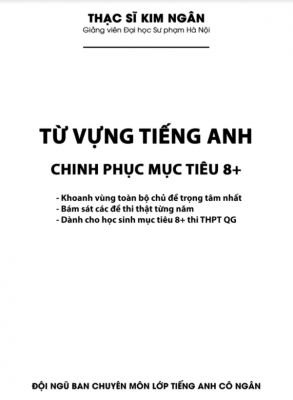 THẠC SĨ KIM NGÂN
Giảng viên Đại học Sư phạm Hà Nội
TỪ VỰNG TIẾNG ANH
CHINH PHỤC MỤC TIÊU 8+
- Khoanh vùng toàn bộ chủ đề trọng tâm nhất
- Bám sát các đề thi thật từng năm
- Dành cho học sinh mục tiêu 8+ thi THPT QG
ĐỘI NGŨ BAN CHUYÊN MÔN LỚP TIẾNG ANH CÔ NGÂN